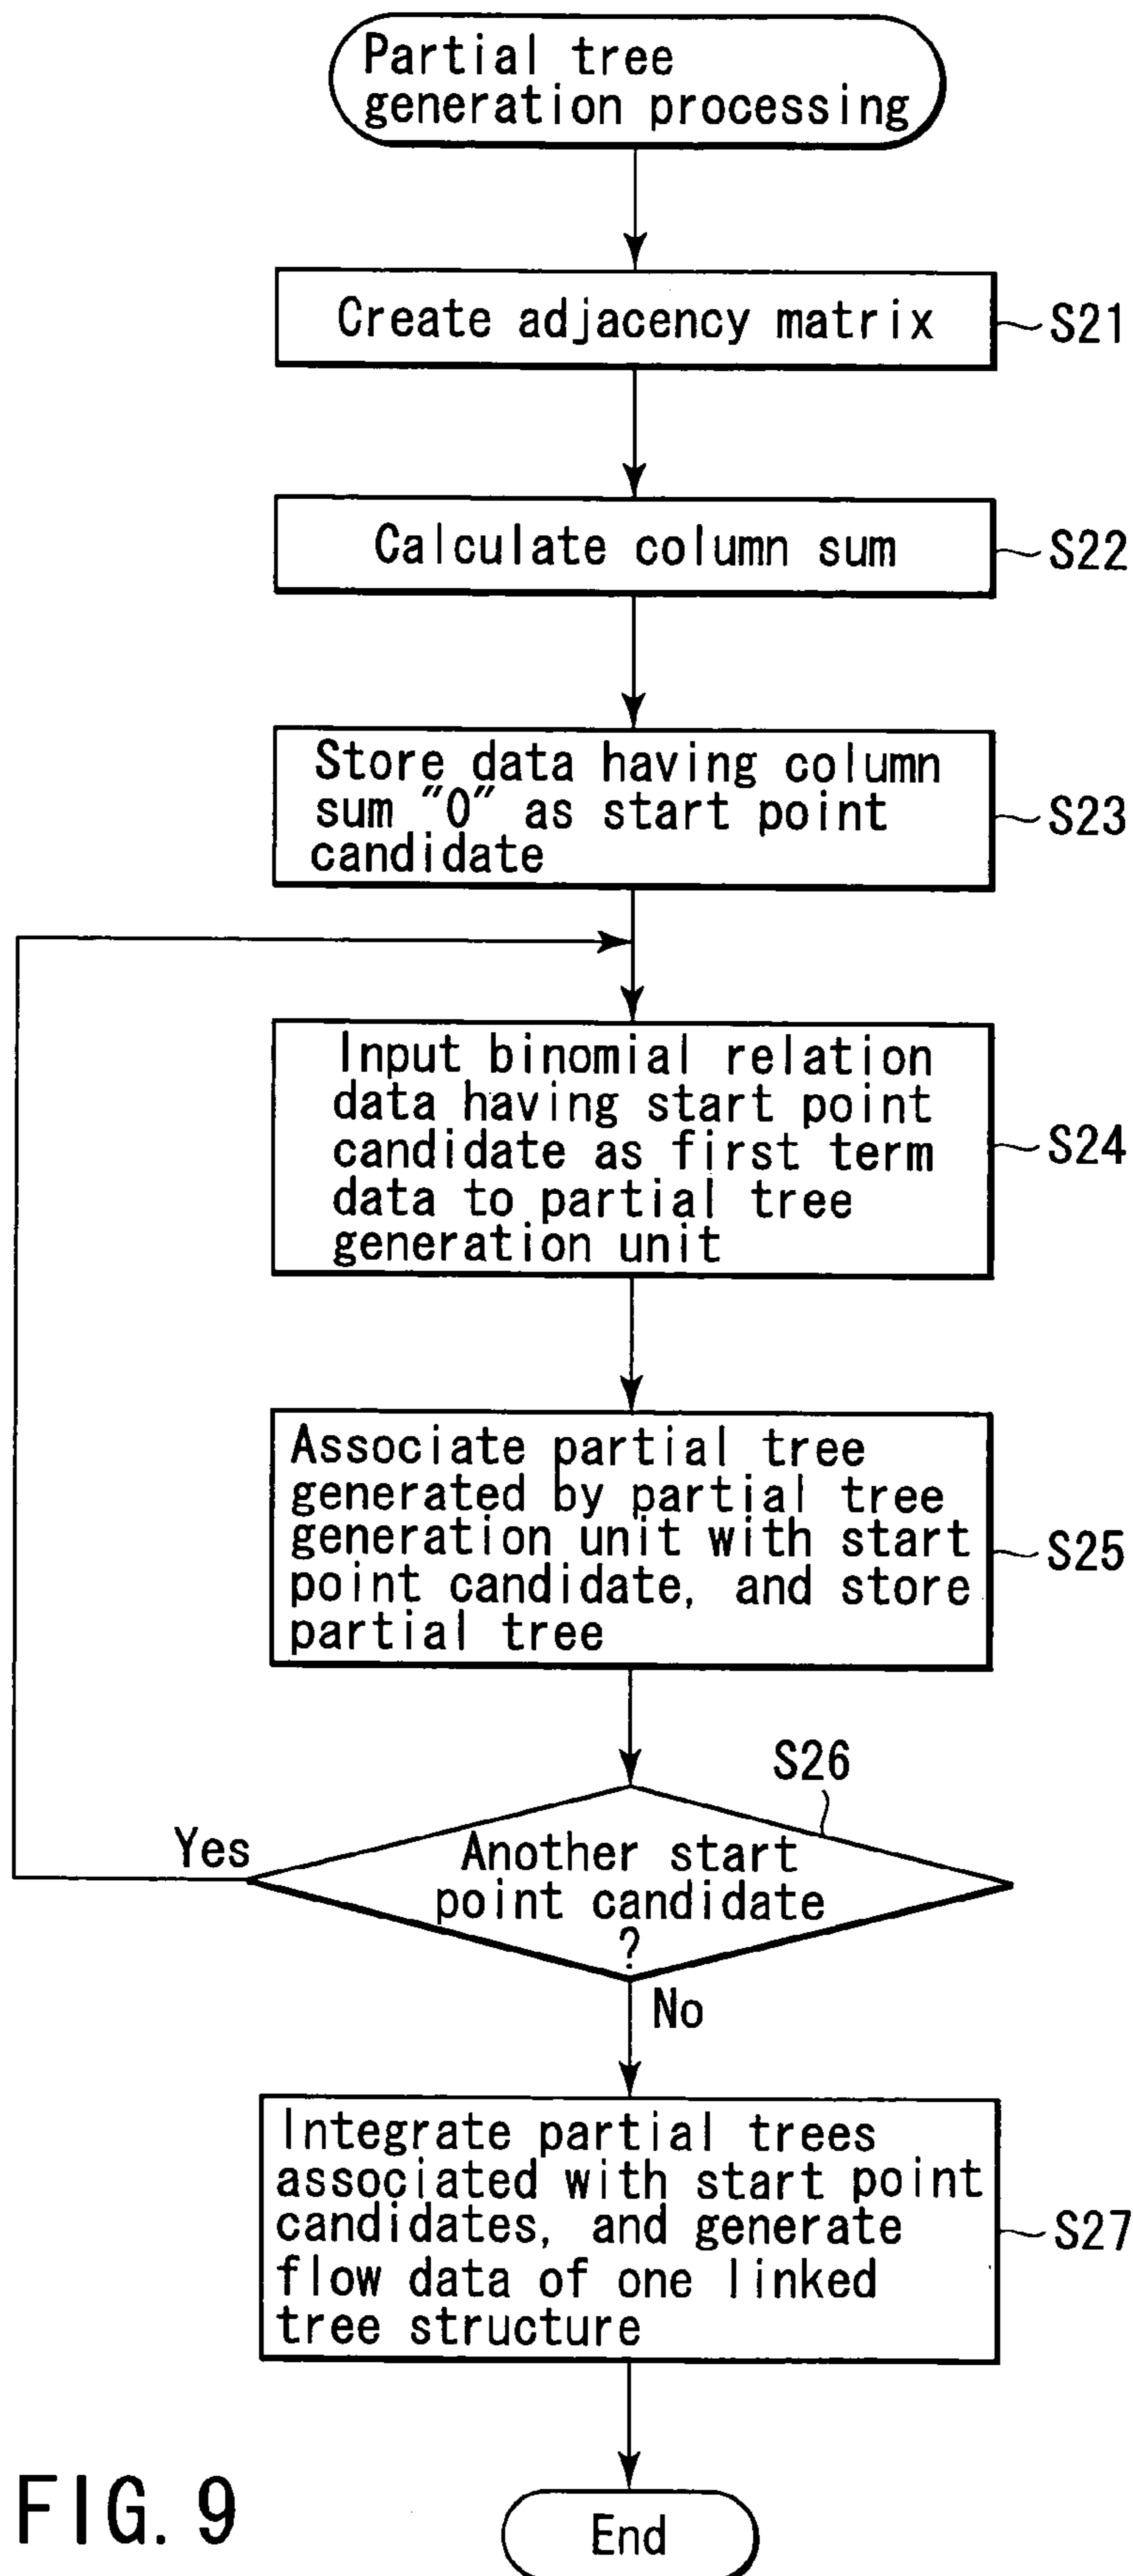 Partial tree
generation processing
Create adjacency matrix
S21
Calculate column sum
S22
Store data having column
sum "0" as start point
candidate
S23
Input binomial relation
data having start point
candidate as first term
data to partial tree
generation unit
S24
Associate partial tree
generated by partial tree
generation unit with start
point candidate, and store
partial tree
S25
S26
Yes
Another start
point candidate
?
No
Integrate partial trees
associated with start point
candidates, and generate
flow data of one linked
tree structure
S27
End
FIG. 9